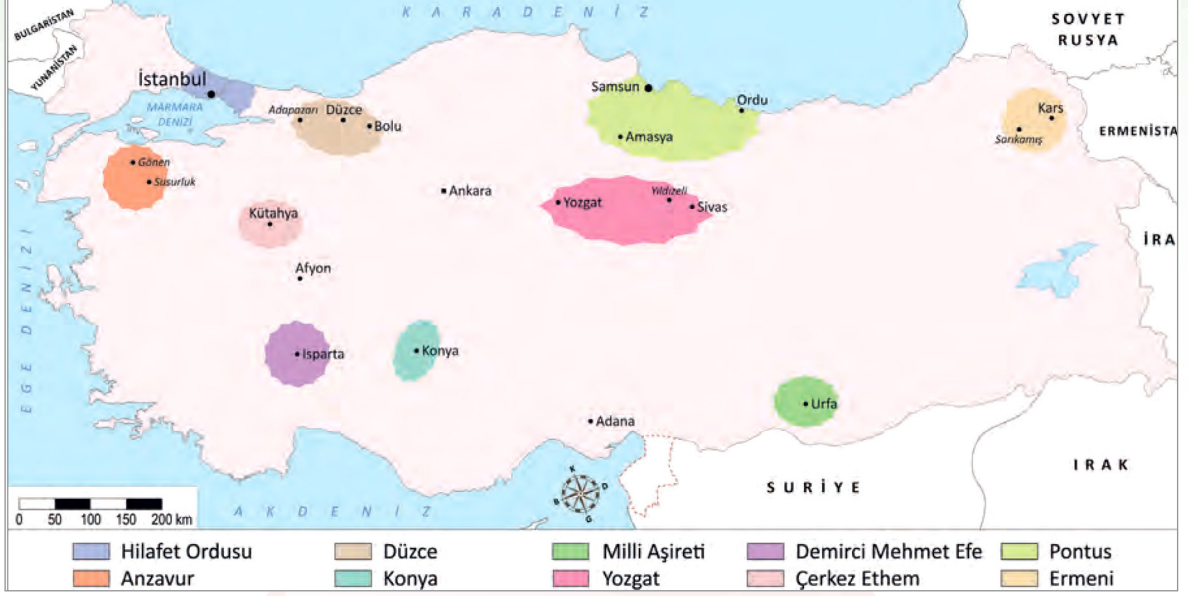 KARADENİZ
BULGARİSTAN
YUNANİSTAN
SOVYET
RUSYA
İstanbul
MARMARA
DENİZİ
Adapazarı
Düzce
Bolu
Samsun
Ordu
Amasya
Kars
Sarıkamış
ERMENİSTA
Gönen
Susurluk
Ankara
Yozgat
Yıldızeli
Sivas
Kütahya
İRA
Afyon
EGE DENİZİ
Isparta
Konya
Urfa
Adana
IRAK
SURİYE
K
D
B
G
AKDENİZ
0 50 100 150 200 km
Hilafet Ordusu
Düzce
Milli Aşireti
Demirci Mehmet Efe
Pontus
Anzavur
Konya
Yozgat
Çerkez Ethem
Ermeni